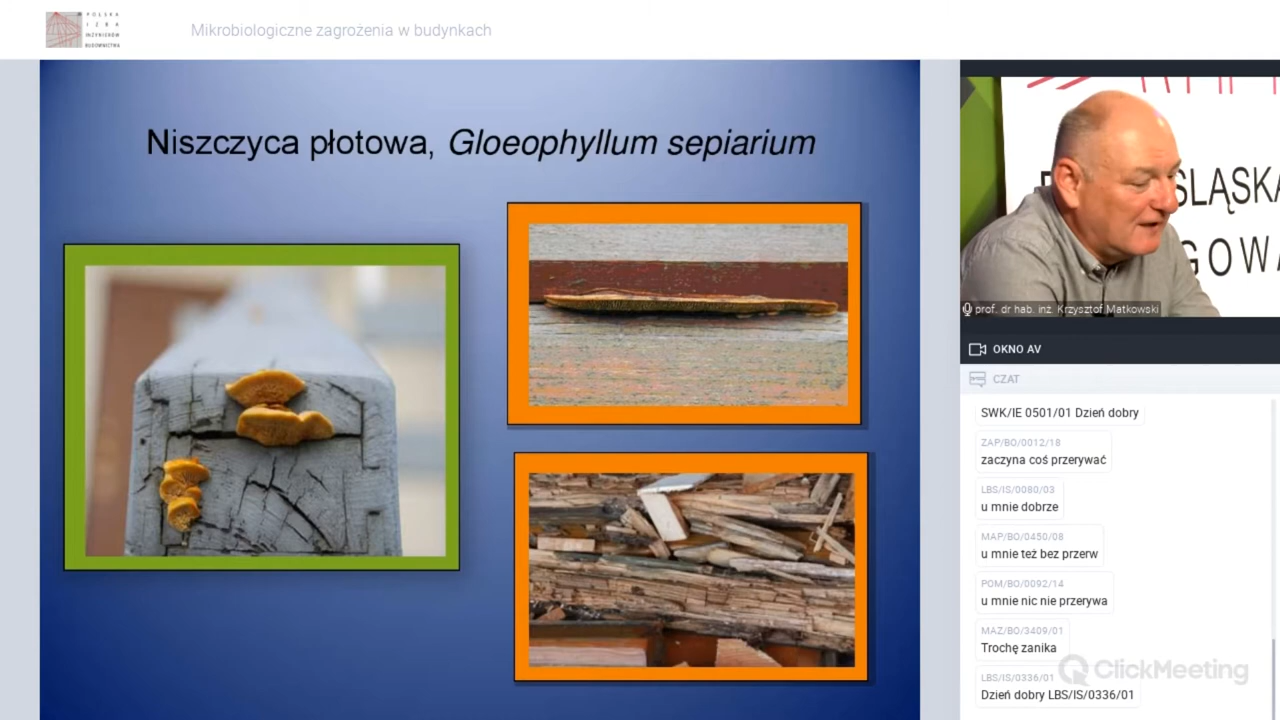 POLSKA
IZBA
INŻYNIERÓW
BUDOWNICTWA
Mikrobiologiczne zagrożenia w budynkach
Niszczyca płotowa, Gloeophyllum sepiarium
ŚLĄSKA
GOWA
prof. dr hab. inż. Krzysztof Matkowski
OKNO AV
CZAT
SWK/IE 0501/01 Dzień dobry
ZAP/BO/0012/18
zaczyna coś przerywać
LBS/IS/0080/03
u mnie dobrze
MAP/BO/0450/08
u mnie też bez przerw
POM/BO/0092/14
u mnie nic nie przerywa
MAZ/BO/3409/01
Trochę zanika
ClickMeeting
LBS/IS/0336/01
Dzień dobry LBS/IS/0336/01